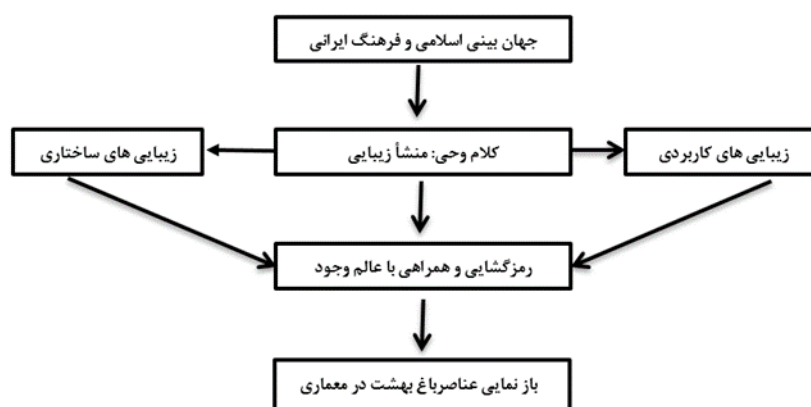 جهان بینی اسلامی و فرهنگ ایرانی
زیبایی های کاربردی
کلام وحی: منشأ زیبایی
زیبایی های ساختاری
رمزگشایی و همراهی با عالم وجود
باز نمایی عناصرباغ بهشت در معماری